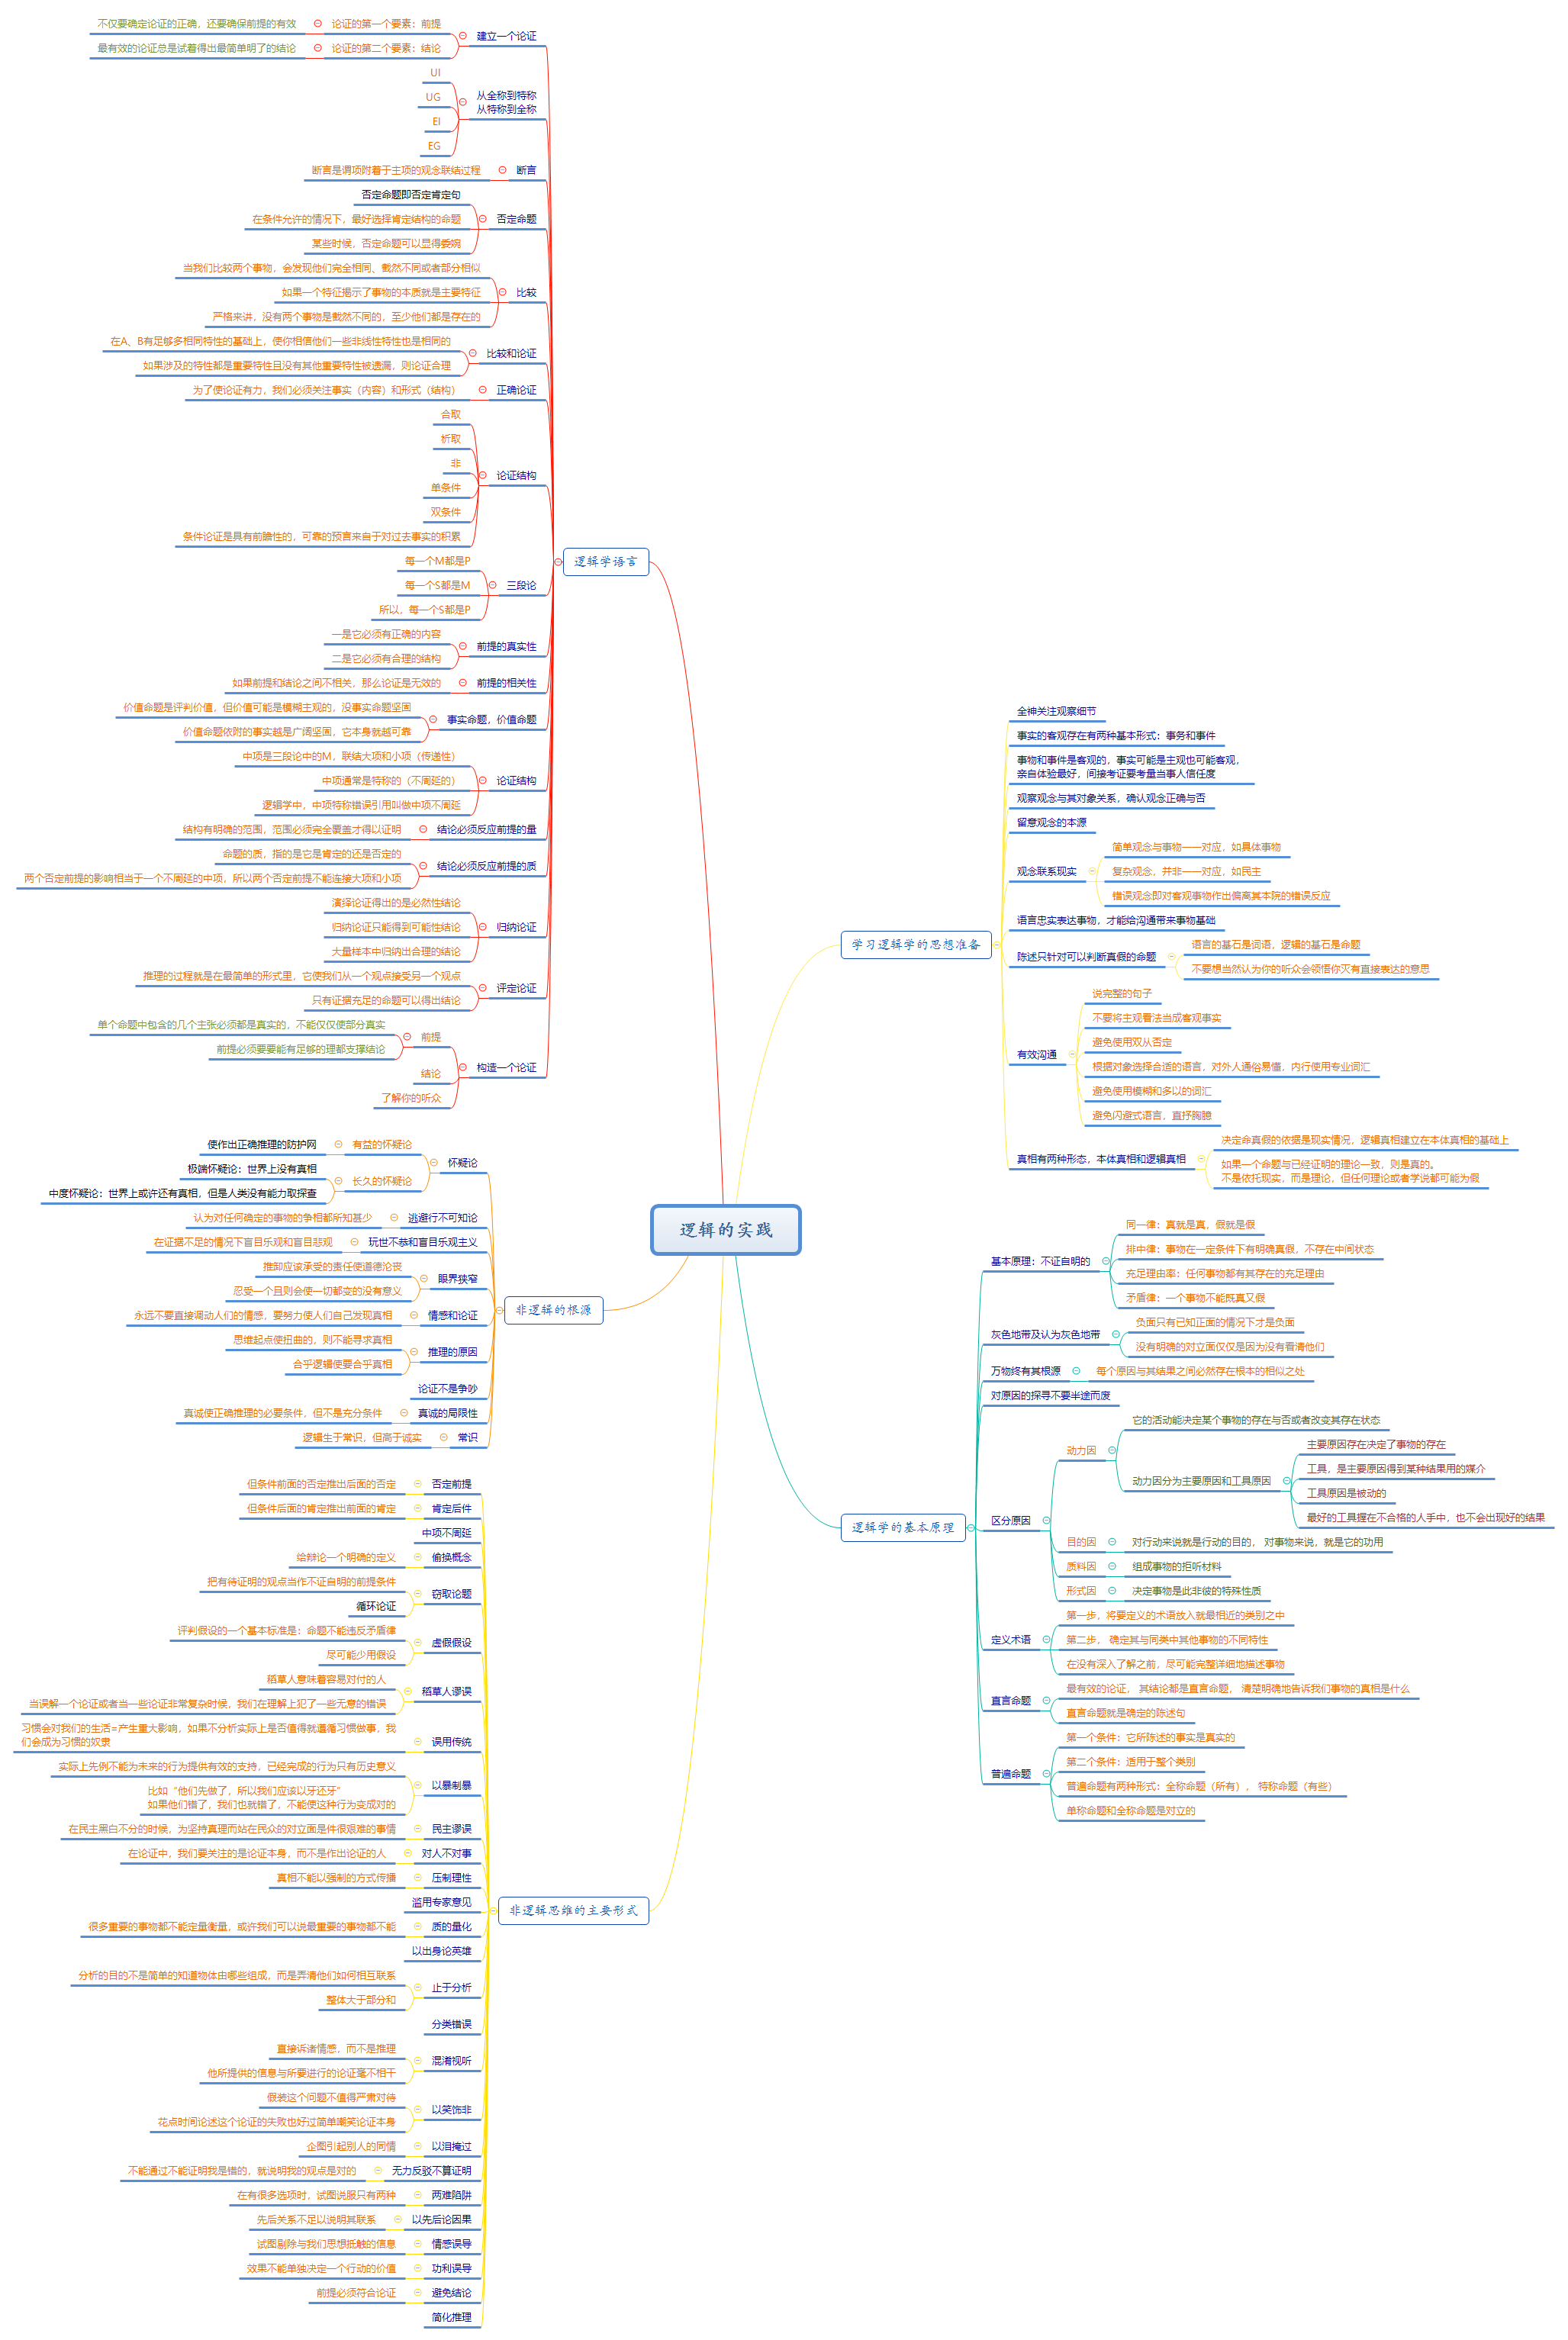 逻辑的实践
学习逻辑学的思想准备
全神关注观察细节
事实的客观存在有两种基本形式：事务和事件
事物和事件是客观的，事实可能是主观也可能客观，
亲自体验最好，间接考证要考量当事人信任度
观察观念与其对象关系，确认观念正确与否
留意观念的本源
观念联系现实
简单观念与事物一一对应，如具体事物
复杂观念，并非一一对应，如民主
错误观念即对客观事物作出偏离其本院的错误反应
语言忠实表达事物，才能给沟通带来事物基础
陈述只针对可以判断真假的命题
语言的基石是词语，逻辑的基石是命题
不要想当然认为你的听众会领悟你灭有直接表达的意思
有效沟通
说完整的句子
不要将主观看法当成客观事实
避免使用双从否定
根据对象选择合适的语言，对外人通俗易懂，内行使用专业词汇
避免使用模糊和多以的词汇
避免闪避式语言，直抒胸臆
真相有两种形态，本体真相和逻辑真相
决定命真假的依据是现实情况，逻辑真相建立在本体真相的基础上
如果一个命题与已经证明的理论一致，则是真的。
不是依托现实，而是理论，但任何理论或者学说都可能为假
逻辑学的基本原理
基本原理：不证自明的
同一律：真就是真，假就是假
排中律：事物在一定条件下有明确真假，不存在中间状态
充足理由率：任何事物都有其存在的充足理由
矛盾律：一个事物不能既真又假
灰色地带及认为灰色地带
负面只有已知正面的情况下才是负面
没有明确的对立面仅仅是因为没有看清他们
万物终有其根源
每个原因与其结果之间必然存在根本的相似之处
对原因的探寻不要半途而废
区分原因
动力因
它的活动能决定某个事物的存在与否或者改变其存在状态
动力因分为主要原因和工具原因
主要原因存在决定了事物的存在
工具，是主要原因得到某种结果用的媒介
工具原因是被动的
最好的工具握在不合格的人手中，也不会出现好的结果
目的因
对行动来说就是行动的目的， 对事物来说，就是它的功用
质料因
组成事物的拒听材料
形式因
决定事物是此非彼的特殊性质
定义术语
第一步，将要定义的术语放入就最相近的类别之中
第二步， 确定其与同类中其他事物的不同特性
在没有深入了解之前，尽可能完整详细地描述事物
直言命题
最有效的论证， 其结论都是直言命题， 清楚明确地告诉我们事物的真相是什么
直言命题就是确定的陈述句
普遍命题
第一个条件：它所陈述的事实是真实的
第二个条件：适用于整个类别
普遍命题有两种形式：全称命题（所有）， 特称命题（有些）
单称命题和全称命题是对立的
逻辑学语言
建立一个论证
论证的第一个要素：前提
不仅要确定论证的正确，还要确保前提的有效
论证的第二个要素：结论
最有效的论证总是试着得出最简单明了的结论
从全称到特称
从特称到全称
UI
UG
EI
EG
断言
断言是谓项附着于主项的观念联结过程
否定命题
否定命题即否定肯定句
在条件允许的情况下，最好选择肯定结构的命题
某些时候，否定命题可以显得委婉
比较
当我们比较两个事物，会发现他们完全相同、截然不同或者部分相似
如果一个特征揭示了事物的本质就是主要特征
严格来讲，没有两个事物是截然不同的，至少他们都是存在的
比较和论证
在A、B有足够多相同特性的基础上，使你相信他们一些非线性特性也是相同的
如果涉及的特性都是重要特性且没有其他重要特性被遗漏，则论证合理
正确论证
为了使论证有力，我们必须关注事实（内容）和形式（结构）
论证结构
合取
析取
非
单条件
双条件
条件论证是具有前瞻性的，可靠的预言来自于对过去事实的积累
三段论
每一个M都是P
每一个S都是M
所以，每一个S都是P
前提的真实性
一是它必须有正确的内容
二是它必须有合理的结构
前提的相关性
如果前提和结论之间不相关，那么论证是无效的
事实命题，价值命题
价值命题是评判价值，但价值可能是模糊主观的，没事实命题坚固
价值命题依附的事实越是广阔坚固，它本身就越可靠
论证结构
中项是三段论中的M，联结大项和小项（传递性）
中项通常是特称的（不周延的）
逻辑学中，中项特称错误引用叫做中项不周延
结论必须反应前提的量
结构有明确的范围，范围必须完全覆盖才得以证明
结论必须反应前提的质
命题的质，指的是它是肯定的还是否定的
两个否定前提的影响相当于一个不周延的中项，所以两个否定前提不能连接大项和小项
归纳论证
演绎论证得出的是必然性结论
归纳论证只能得到可能性结论
大量样本中归纳出合理的结论
评定论证
推理的过程就是在最简单的形式里，它使我们从一个观点接受另一个观点
只有证据充足的命题可以得出结论
构造一个论证
前提
单个命题中包含的几个主张必须都是真实的，不能仅仅使部分真实
前提必须要要能有足够的理都支撑结论
结论
了解你的听众
非逻辑的根源
怀疑论
有益的怀疑论
使作出正确推理的防护网
长久的怀疑论
极端怀疑论：世界上没有真相
中度怀疑论：世界上或许还有真相，但是人类没有能力取探查
逃避行不可知论
认为对任何确定的事物的争相都所知甚少
玩世不恭和盲目乐观主义
在证据不足的情况下盲目乐观和盲目悲观
眼界狭窄
推卸应该承受的责任使道德沦丧
忍受一个且则会使一切都变的没有意义
情感和论证
永远不要直接调动人们的情感，要努力使人们自己发现真相
推理的原因
思维起点使扭曲的，则不能寻求真相
合乎逻辑便要合乎真相
论证不是争吵
真诚的局限性
真诚使正确推理的必要条件，但不是充分条件
常识
逻辑生于常识，但高于诚实
非逻辑思维的主要形式
否定前提
但条件前面的否定推出后面的否定
肯定后件
但条件后面的肯定推出前面的肯定
中项不周延
偷换概念
给辩论一个明确的定义
窃取论题
把有待证明的观点当作不证自明的前提条件
循环论证
虚假假设
评判假设的一个基本标准是：命题不能违反矛盾律
尽可能少用假设
稻草人谬误
稻草人意味着容易对付的人
当误解一个论证或者当一些论证非常复杂时候，我们在理解上犯了一些无意的错误
误用传统
习惯会对我们的生活=产生重大影响，如果不分析实际上是否值得就遵循习惯做事，我
们会成为习惯的奴隶
以暴制暴
实际上先例不能为未来的行为提供有效的支持，已经完成的行为只有历史意义
比如“他们先做了，所以我们应该以牙还牙”
如果他们错了，我们也就错了，不能使这种行为变成对的
民主谬误
在民主黑白不分的时候，为坚持真理而站在民众的对立面是件很艰难的事情
对人不对事
在论证中，我们要关注的是论证本身，而不是作出论证的人
压制理性
真相不能以强制的方式传播
滥用专家意见
质的量化
很多重要的事物都不能定量衡量，或许我们可以说最重要的事物都不能
以出身论英雄
止于分析
分析的目的不是简单的知道物体由哪些组成，而是弄清他们如何相互联系
整体大于部分和
分类错误
混淆视听
直接诉诸情感，而不是推理
他所提供的信息与所要进行的论证毫不相干
以笑饰非
假装这个问题不值得严肃对待
花点时间论述这个论证的失败也好过简单嘲笑论证本身
以泪掩过
企图引起别人的同情
无力反驳不算证明
不能通过不能证明我是错的，就说明我的观点是对的
两难陷阱
在有很多选项时，试图说服只有两种
以先后论因果
先后关系不足以说明其联系
情感误导
试图剔除与我们思想抵触的信息
功利误导
效果不能单独决定一个行动的价值
避免结论
前提必须符合论证
简化推理